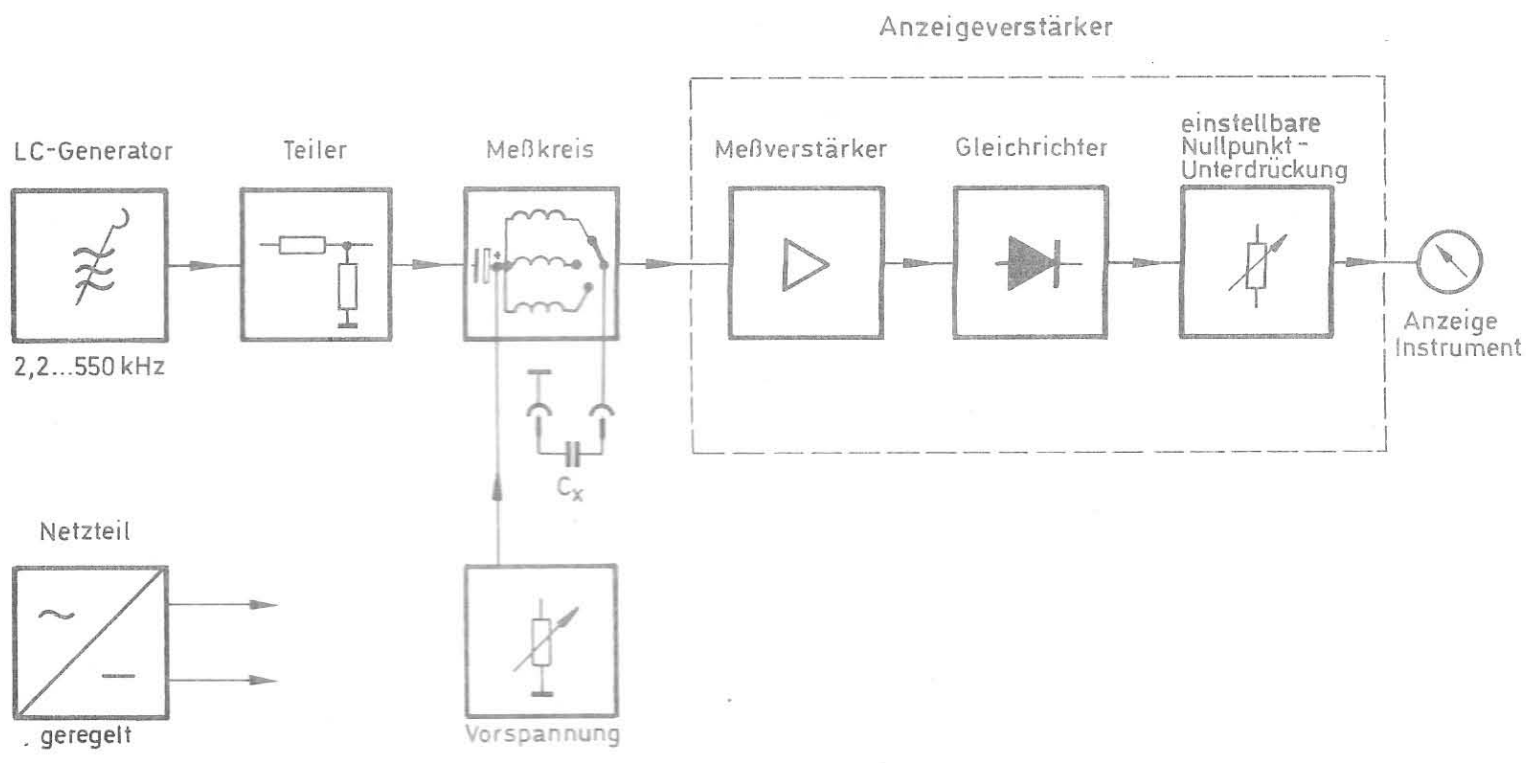 Anzeigeverstärker
LC-Generator
Teiler
Meßkreis
Meßverstärker
Gleichrichter
einstellbare
Nullpunkt-
Unterdrückung
+
2,2...550 kHz
Anzeige
Instrument
Cx
Netzteil
geregelt
Vorspannung